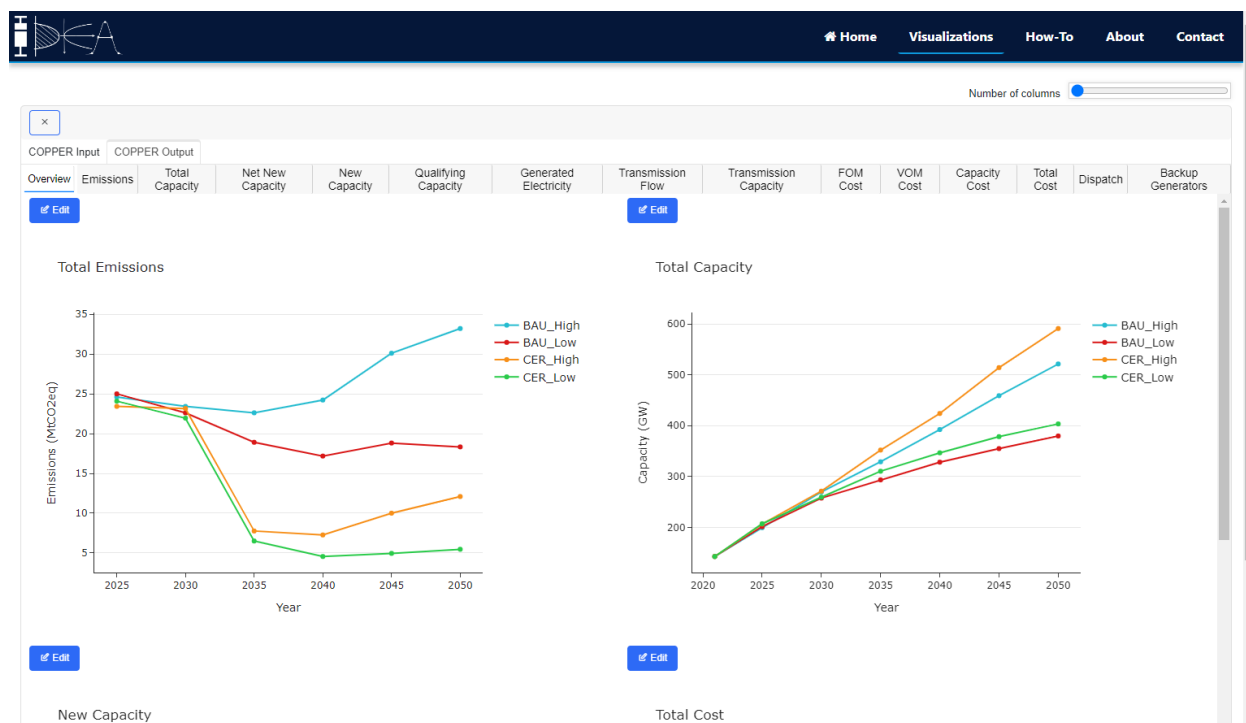 IDEA
Home Visualizations How-To About Contact
Number of columns
×
COPPER Input COPPER Output
Overview Emissions Total Capacity Net New Capacity New Capacity Qualifying Capacity Generated Electricity Transmission Flow Transmission Capacity FOM Cost VOM Cost Capacity Cost Total Cost Dispatch Backup Generators
Edit
Edit
Total Emissions
35
30
25
20
15
10
5
Emissions (MtCO2eq)
2025 2030 2035 2040 2045 2050
Year
BAU_High
BAU_Low
CER_High
CER_Low
Total Capacity
600
500
400
300
200
Capacity (GW)
2020 2025 2030 2035 2040 2045 2050
Year
BAU_High
BAU_Low
CER_High
CER_Low
Edit
Edit
New Capacity
Total Cost